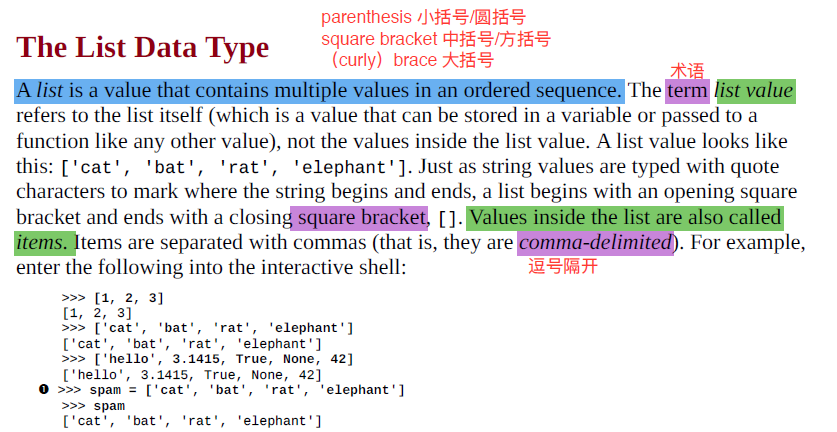 parenthesis 小括号/圆括号
square bracket 中括号/方括号
（curly）brace 大括号
The List Data Type
术语
A list is a value that contains multiple values in an ordered sequence. The term list value
refers to the list itself (which is a value that can be stored in a variable or passed to a
function like any other value), not the values inside the list value. A list value looks like
this: ['cat', 'bat', 'rat', 'elephant']. Just as string values are typed with quote
characters to mark where the string begins and ends, a list begins with an opening square
bracket and ends with a closing square bracket, []. Values inside the list are also called
items. Items are separated with commas (that is, they are comma-delimited). For example,
enter the following into the interactive shell:
逗号隔开
>>> [1, 2, 3]
[1, 2, 3]
>>> ['cat', 'bat', 'rat', 'elephant']
['cat', 'bat', 'rat', 'elephant']
>>> ['hello', 3.1415, True, None, 42]
['hello', 3.1415, True, None, 42]
❶ >>> spam = ['cat', 'bat', 'rat', 'elephant']
>>> spam
['cat', 'bat', 'rat', 'elephant']